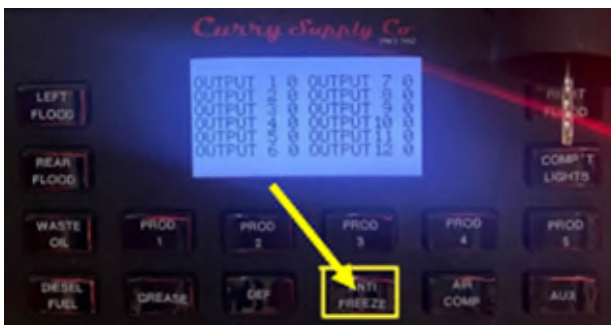 Curry Supply Co
OUTPUT 1 0 OUTPUT 7 0
OUTPUT 2 0 OUTPUT 8 0
OUTPUT 3 0 OUTPUT 9 0
OUTPUT 4 0 OUTPUT 10 0
OUTPUT 5 0 OUTPUT 11 0
OUTPUT 6 0 OUTPUT 12 0
LEFT
FLOOD
REAR
FLOOD
COMP'T
LIGHTS
WASTE
OIL
PROD
1
PROD
2
PROD
3
PROD
4
PROD
5
DIESEL
FUEL
GREASE
DEF
ANTI
FREEZE
AIR
COMP
AUX